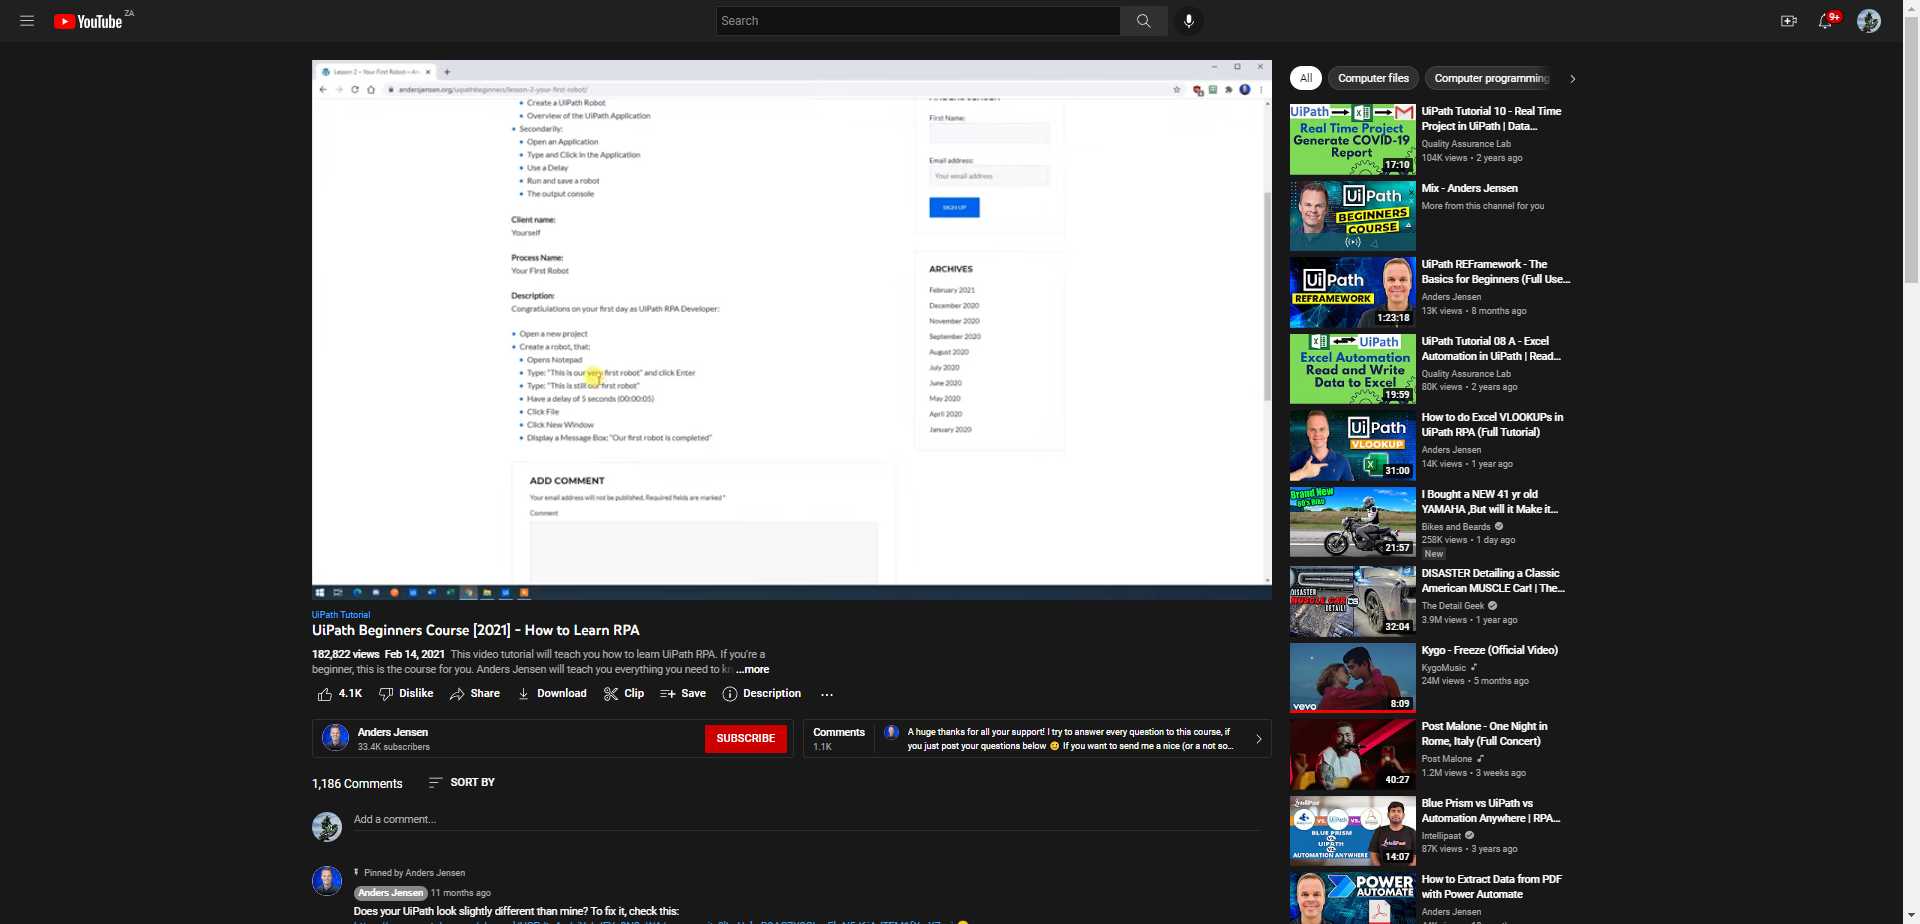 YouTube ZA
Search
9+
Lesson 2 - Your First Robot - An
andersjensen.org/uipathbeginners/lesson-2-your-first-robot/
Create a UiPath Robot
Overview of the UiPath Application
Secondarily:
Open an Application
Type and Click in the Application
Use a Delay
Run and save a robot
The output console
Client name:
Yourself
Process Name:
Your First Robot
Description:
Congratulations on your first day as UiPath RPA Developer:
Open a new project
Create a robot, that:
Opens Notepad
Type: "This is our very first robot" and click Enter
Type: "This is still our first robot"
Have a delay of 5 seconds (00:00:05)
Click File
Click New Window
Display a Message Box: "Our first robot is completed"
ADD COMMENT
Your email address will not be published. Required fields are marked *
Comment
First Name:
Email address:
Your email address
SIGN UP
ARCHIVES
February 2021
December 2020
November 2020
September 2020
August 2020
July 2020
June 2020
May 2020
April 2020
January 2020
UiPath Tutorial
UiPath Beginners Course [2021] - How to Learn RPA
182,822 views Feb 14, 2021 This video tutorial will teach you how to learn UiPath RPA. If you're a
beginner, this is the course for you. Anders Jensen will teach you everything you need to kn ...more
4.1K Dislike Share Download Clip Save Description ...
Anders Jensen
33.4K subscribers
SUBSCRIBE
Comments
1.1K
A huge thanks for all your support! I try to answer every question to this course, if
you just post your questions below 😊 If you want to send me a nice (or a not so...
1,186 Comments SORT BY
Add a comment...
Pinned by Anders Jensen
Anders Jensen 11 months ago
Does your UiPath look slightly different than mine? To fix it, check this:
All Computer files Computer programming
UiPath
Real Time Project
Generate COVID-19
Report
17:10
UiPath Tutorial 10 - Real Time
Project in UiPath | Data...
Quality Assurance Lab
104K views • 2 years ago
UiPath
BEGINNERS
COURSE
Mix - Anders Jensen
More from this channel for you
UiPath
REFRAMEWORK
1:23:18
UiPath REFramework - The
Basics for Beginners (Full Use...
Anders Jensen
13K views • 8 months ago
UiPath
Excel Automation
Read and Write
Data to Excel
19:59
UiPath Tutorial 08 A - Excel
Automation in UiPath | Read...
Quality Assurance Lab
80K views • 2 years ago
UiPath
VLOOKUP
31:00
How to do Excel VLOOKUPs in
UiPath RPA (Full Tutorial)
Anders Jensen
14K views • 1 year ago
Brand New
80's Bike
21:57
I Bought a NEW 41 yr old
YAMAHA ,But will it Make it...
Bikes and Beards
258K views • 1 day ago
New
DISASTER
MUSCLE CAR
DETAIL!
32:04
DISASTER Detailing a Classic
American MUSCLE Car! | The...
The Detail Geek
3.9M views • 1 year ago
vevo
8:09
Kygo - Freeze (Official Video)
KygoMusic
24M views • 5 months ago
40:27
Post Malone - One Night in
Rome, Italy (Full Concert)
Post Malone
1.2M views • 3 weeks ago
Intellipaat
VS. UiPath VS.
BLUE PRISM
VS.
UIPATH
VS.
AUTOMATION ANYWHERE
14:07
Blue Prism vs UiPath vs
Automation Anywhere | RPA...
Intellipaat
87K views • 3 years ago
POWER
AUTOMATE
How to Extract Data from PDF
with Power Automate
Anders Jensen